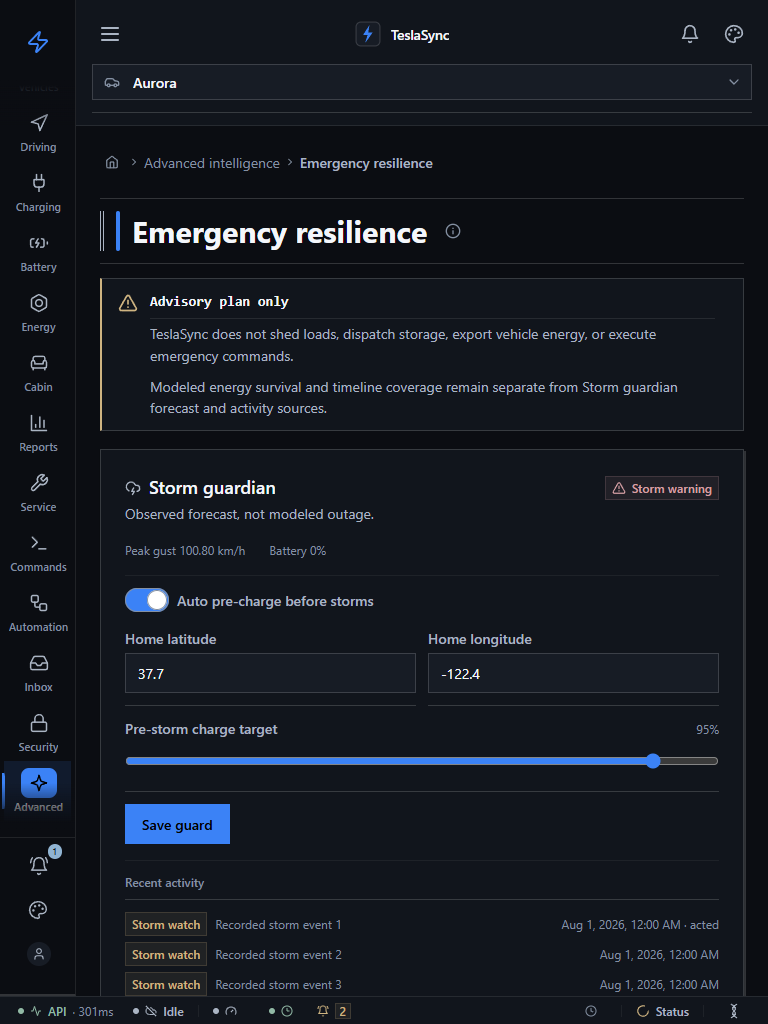 TeslaSync
Aurora
Driving
Charging
Battery
Energy
Cabin
Reports
Service
Commands
Automation
Inbox
Security
Advanced
1
Advanced intelligence
Emergency resilience
Emergency resilience
Advisory plan only
TeslaSync does not shed loads, dispatch storage, export vehicle energy, or execute
emergency commands.
Modeled energy survival and timeline coverage remain separate from Storm guardian
forecast and activity sources.
Storm guardian
Storm warning
Observed forecast, not modeled outage.
Peak gust 100.80 km/h Battery 0%
Auto pre-charge before storms
Home latitude
Home longitude
37.7
-122.4
Pre-storm charge target
95%
Save guard
Recent activity
Storm watch Recorded storm event 1 Aug 1, 2026, 12:00 AM · acted
Storm watch Recorded storm event 2 Aug 1, 2026, 12:00 AM
Storm watch Recorded storm event 3 Aug 1, 2026, 12:00 AM
API · 301ms Idle 2 Status